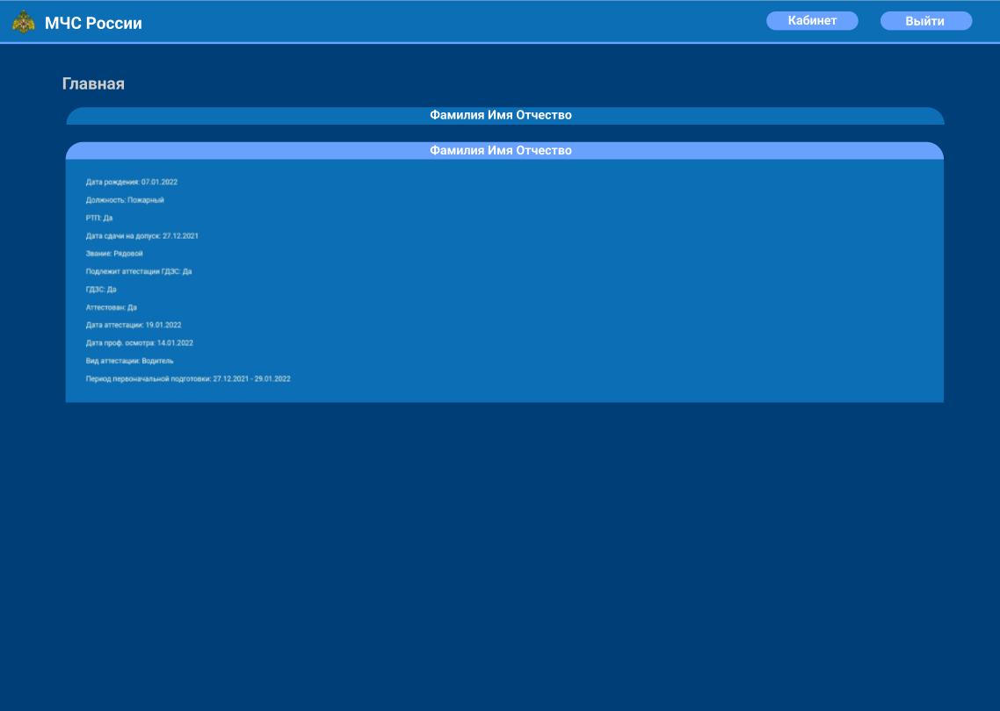 МЧС России
Кабинет
Выйти
Главная
Фамилия Имя Отчество
Фамилия Имя Отчество
Дата рождения: 07.01.2022
Должность: Пожарный
РТП: Да
Дата сдачи на допуск: 27.12.2021
Звание: Рядовой
Подлежит аттестации ГДЗС: Да
ГДЗС: Да
Аттестован: Да
Дата аттестации: 19.01.2022
Дата проф. осмотра: 14.01.2022
Вид аттестации: Водитель
Период первоначальной подготовки: 27.12.2021 - 29.01.2022